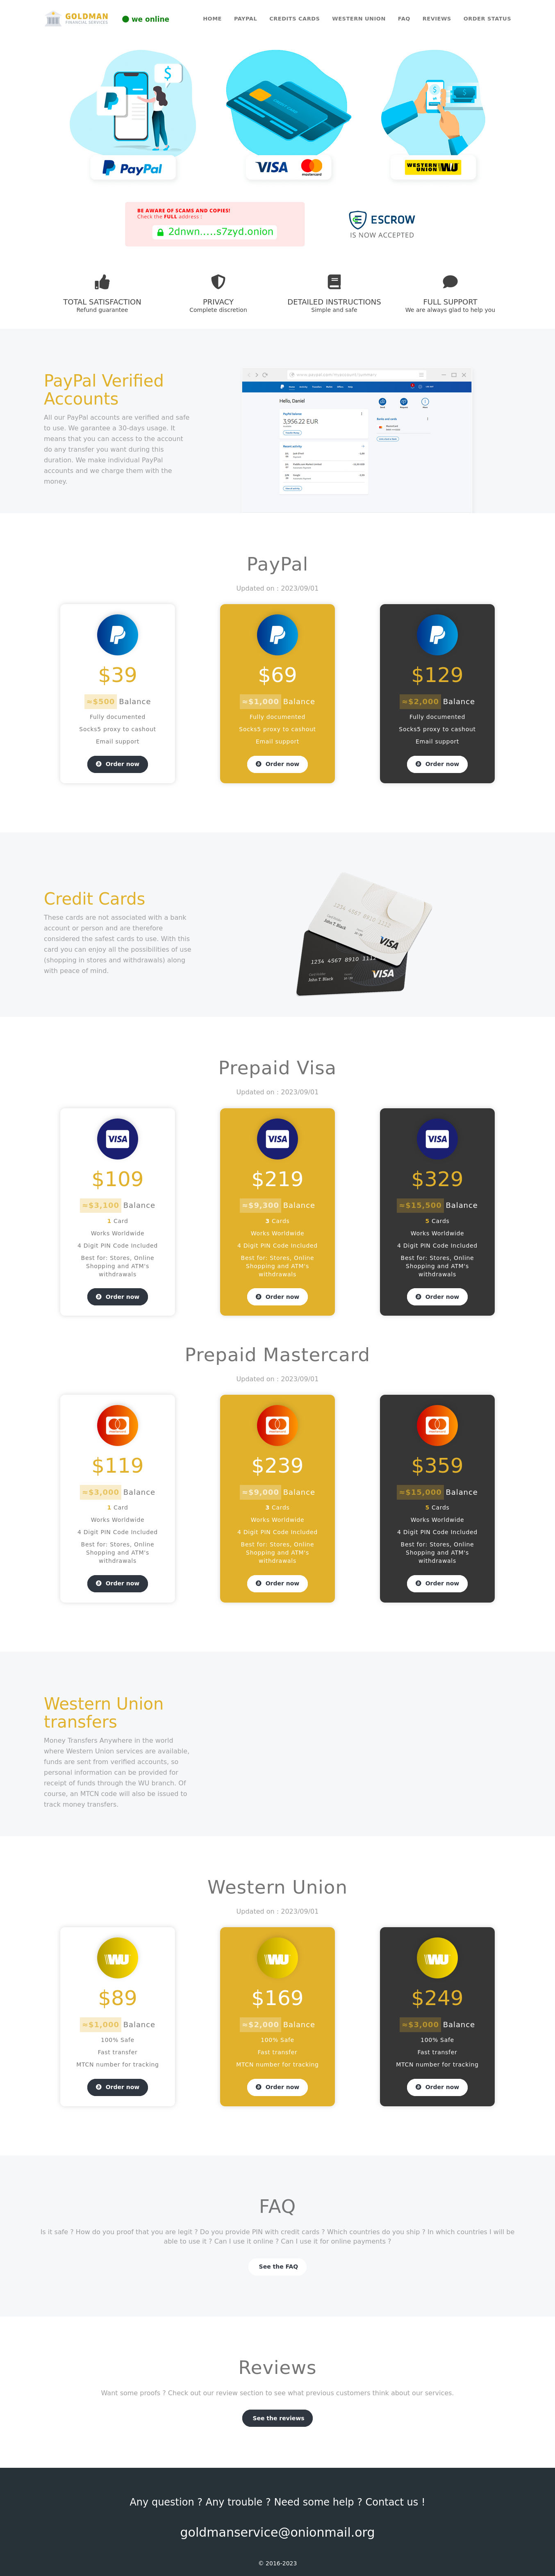 GOLDMAN
FINANCIAL SERVICES
we online
HOME
PAYPAL
CREDITS CARDS
WESTERN UNION
FAQ
REVIEWS
ORDER STATUS
PayPal
VISA
mastercard
WESTERN UNION WU
BE AWARE OF SCAMS AND COPIES!
Check the FULL address :
2dnwn.....s7zyd.onion
ESCROW
IS NOW ACCEPTED
TOTAL SATISFACTION
Refund guarantee
PRIVACY
Complete discretion
DETAILED INSTRUCTIONS
Simple and safe
FULL SUPPORT
We are always glad to help you
PayPal Verified
Accounts
All our PayPal accounts are verified and safe
to use. We garantee a 30-days usage. It
means that you can access to the account
do any transfer you want during this
duration. We make individual PayPal
accounts and we charge them with the
money.
Hello, Daniel
PayPal balance
3,956.22 EUR
PayPal
Updated on : 2023/09/01
$39
≈$500 Balance
Fully documented
Socks5 proxy to cashout
Email support
Order now
$69
≈$1,000 Balance
Fully documented
Socks5 proxy to cashout
Email support
Order now
$129
≈$2,000 Balance
Fully documented
Socks5 proxy to cashout
Email support
Order now
Credit Cards
These cards are not associated with a bank
account or person and are therefore
considered the safest cards to use. With this
card you can enjoy all the possibilities of use
(shopping in stores and withdrawals) along
with peace of mind.
John T. Black
VISA
1234 4567 8910 1112
John T. Black
VISA
Prepaid Visa
Updated on : 2023/09/01
VISA
$109
≈$3,100 Balance
1 Card
Works Worldwide
4 Digit PIN Code Included
Best for: Stores, Online
Shopping and ATM's
withdrawals
Order now
VISA
$219
≈$9,300 Balance
3 Cards
Works Worldwide
4 Digit PIN Code Included
Best for: Stores, Online
Shopping and ATM's
withdrawals
Order now
VISA
$329
≈$15,500 Balance
5 Cards
Works Worldwide
4 Digit PIN Code Included
Best for: Stores, Online
Shopping and ATM's
withdrawals
Order now
Prepaid Mastercard
Updated on : 2023/09/01
$119
≈$3,000 Balance
1 Card
Works Worldwide
4 Digit PIN Code Included
Best for: Stores, Online
Shopping and ATM's
withdrawals
Order now
$239
≈$9,000 Balance
3 Cards
Works Worldwide
4 Digit PIN Code Included
Best for: Stores, Online
Shopping and ATM's
withdrawals
Order now
$359
≈$15,000 Balance
5 Cards
Works Worldwide
4 Digit PIN Code Included
Best for: Stores, Online
Shopping and ATM's
withdrawals
Order now
Western Union
transfers
Money Transfers Anywhere in the world
where Western Union services are available,
funds are sent from verified accounts, so
personal information can be provided for
receipt of funds through the WU branch. Of
course, an MTCN code will also be issued to
track money transfers.
Western Union
Updated on : 2023/09/01
WU
$89
≈$1,000 Balance
100% Safe
Fast transfer
MTCN number for tracking
Order now
WU
$169
≈$2,000 Balance
100% Safe
Fast transfer
MTCN number for tracking
Order now
WU
$249
≈$3,000 Balance
100% Safe
Fast transfer
MTCN number for tracking
Order now
FAQ
Is it safe ? How do you proof that you are legit ? Do you provide PIN with credit cards ? Which countries do you ship ? In which countries I will be
able to use it ? Can I use it online ? Can I use it for online payments ?
See the FAQ
Reviews
Want some proofs ? Check out our review section to see what previous customers think about our services.
See the reviews
Any question ? Any trouble ? Need some help ? Contact us !
goldmanservice@onionmail.org
© 2016-2023